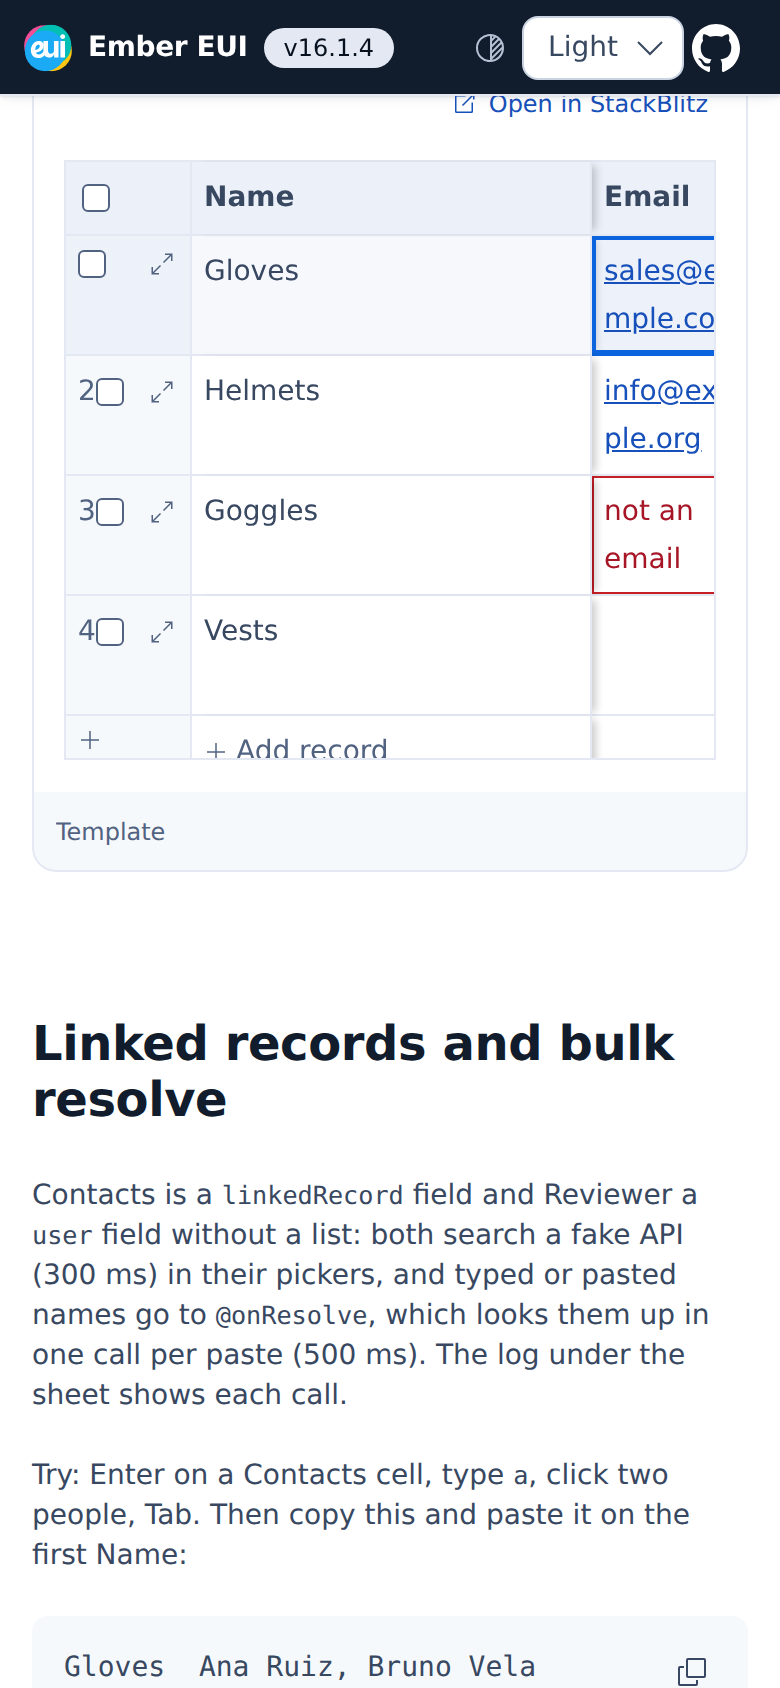 eui Ember EUI v16.1.4 Light
Open in StackBlitz
Name Email
Gloves sales@e
mple.co
2 Helmets info@ex
ple.org
3 Goggles not an
email
4 Vests
+ + Add record
Template
Linked records and bulk
resolve
Contacts is a linkedRecord field and Reviewer a
user field without a list: both search a fake API
(300 ms) in their pickers, and typed or pasted
names go to @onResolve, which looks them up in
one call per paste (500 ms). The log under the
sheet shows each call.
Try: Enter on a Contacts cell, type a, click two
people, Tab. Then copy this and paste it on the
first Name:
Gloves  Ana Ruiz, Bruno Vela